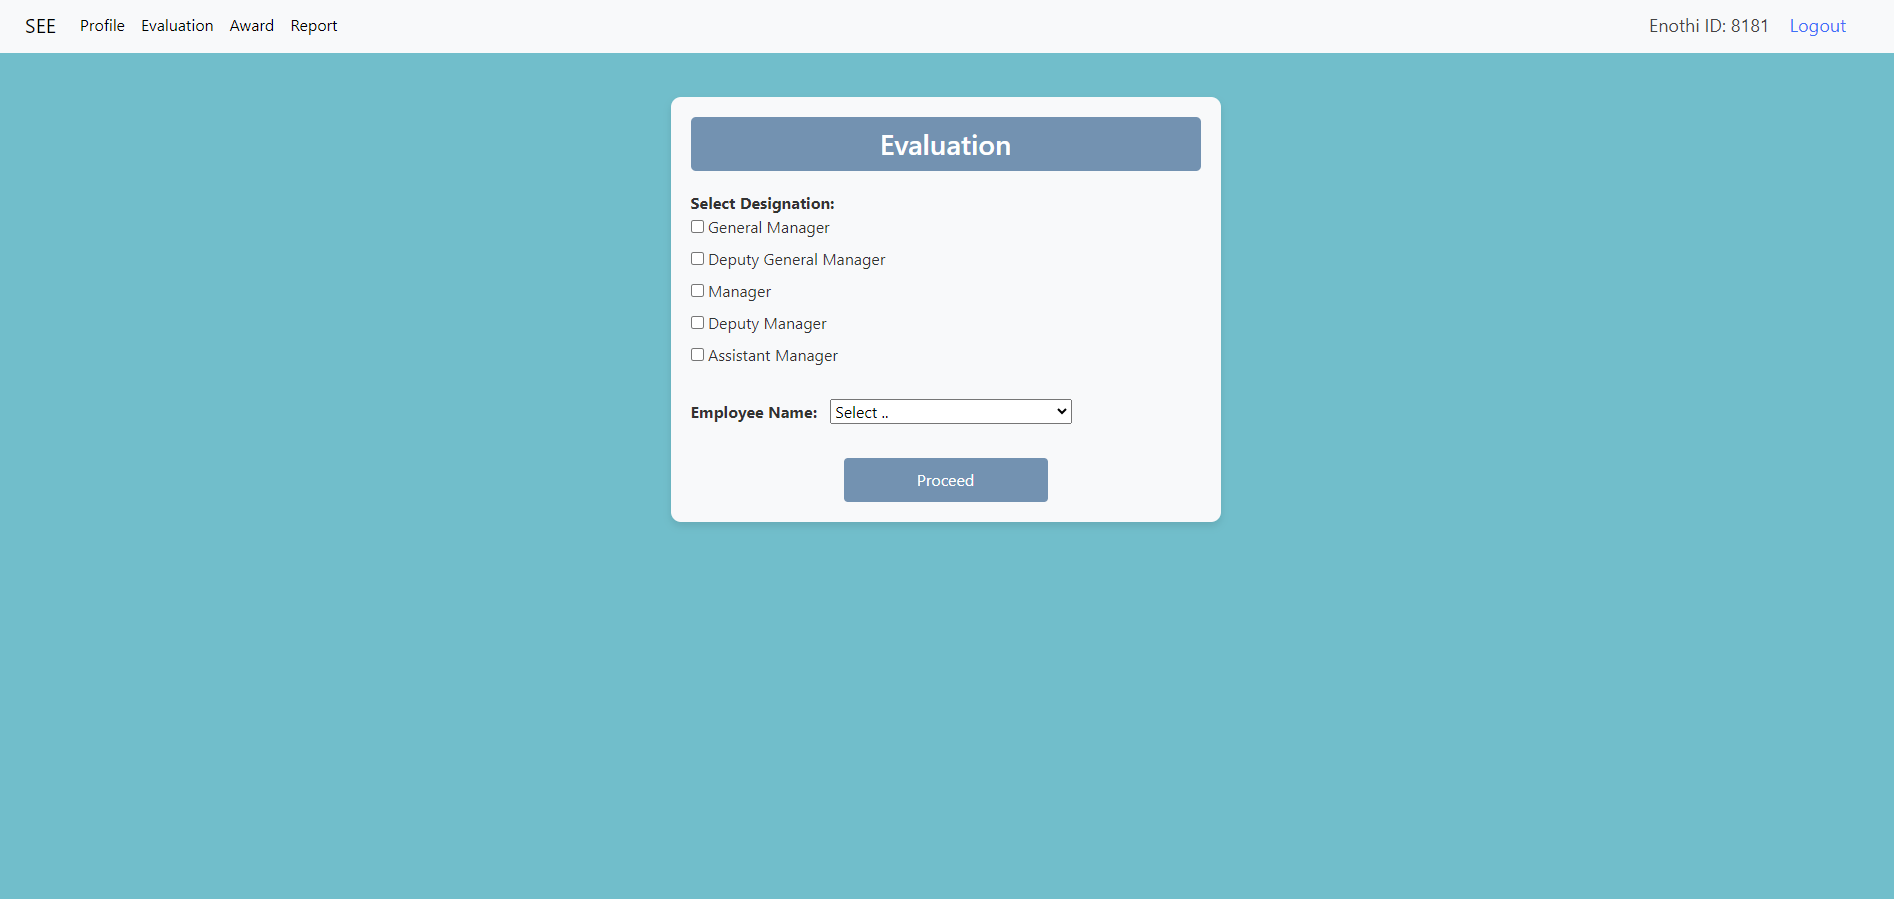 SEE Profile Evaluation Award Report Enothi ID: 8181 Logout
Evaluation
Select Designation:
General Manager
Deputy General Manager
Manager
Deputy Manager
Assistant Manager
Employee Name: Select ..
Proceed